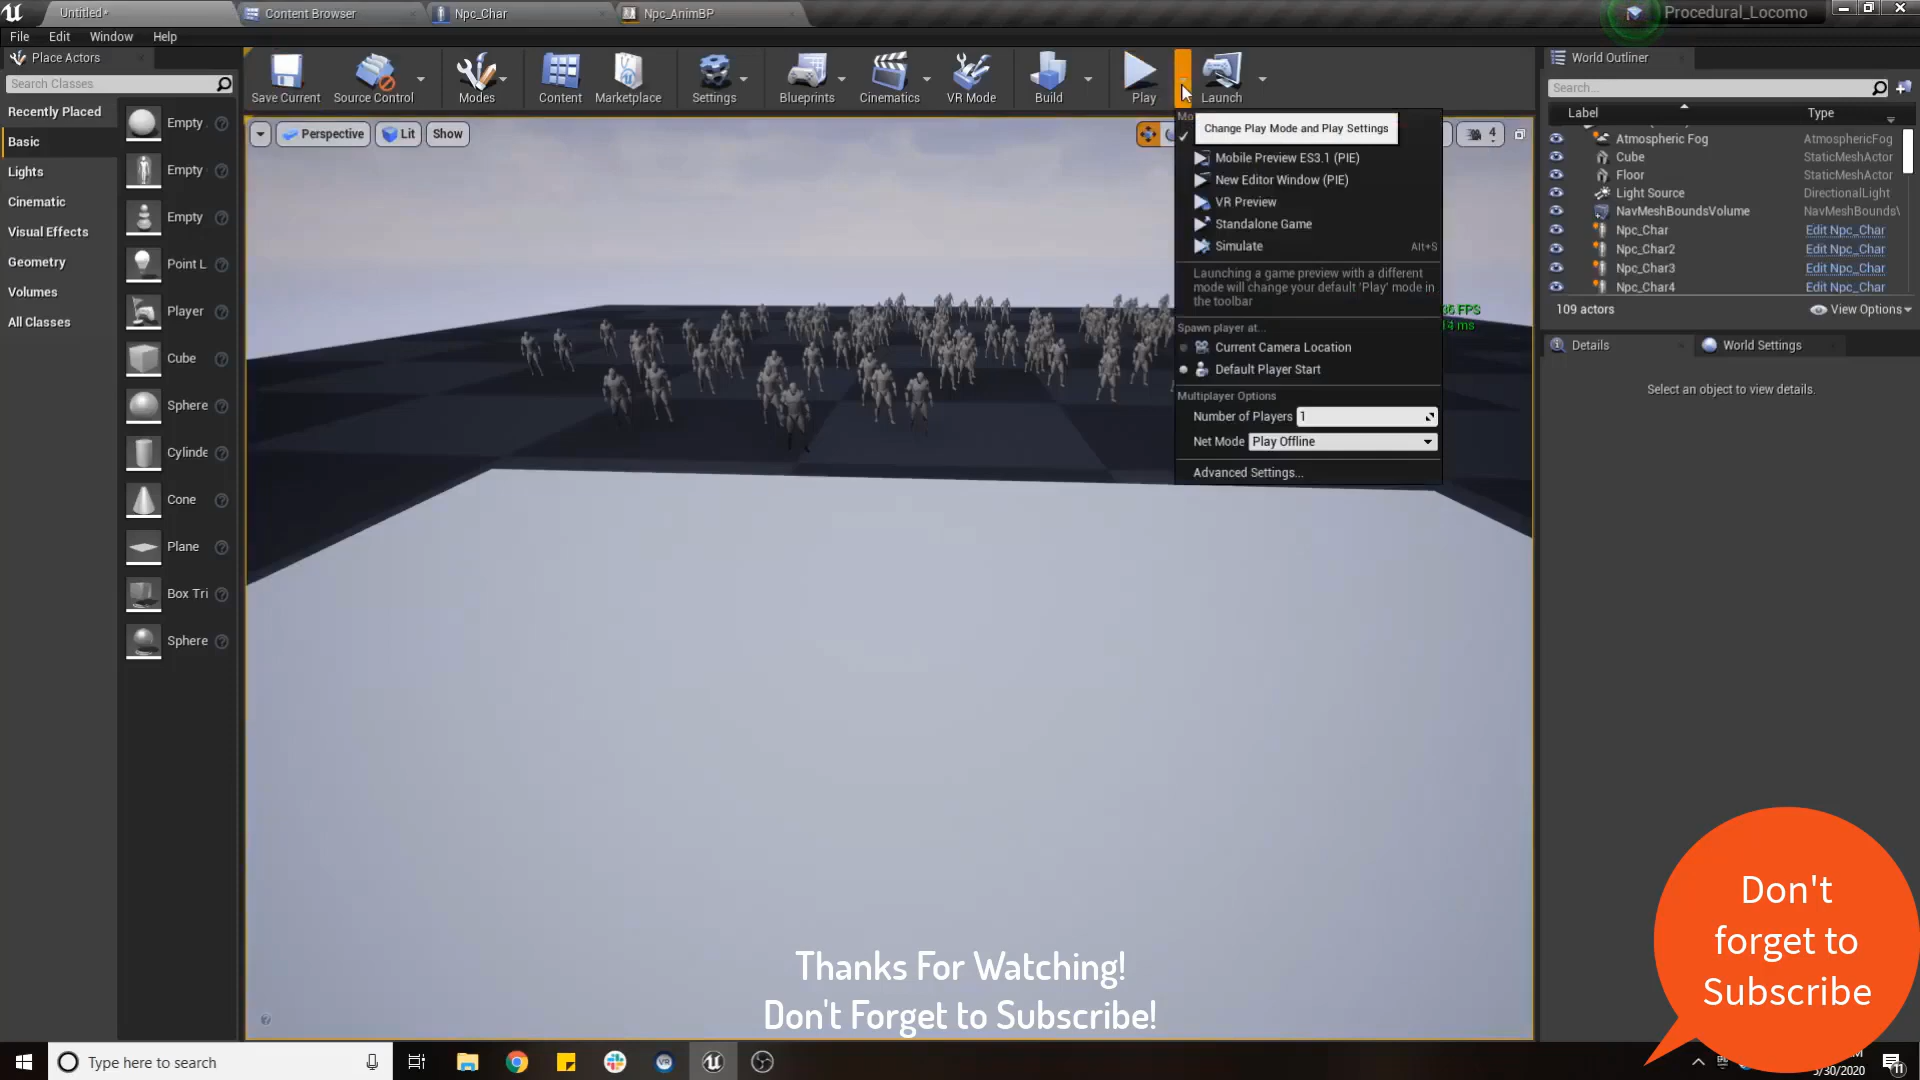 Untitled*
Content Browser
Npc_Char
Npc_AnimBP
Procedural_Locomo
File Edit Window Help
Place Actors
Search Classes
Recently Placed
Basic
Lights
Cinematic
Visual Effects
Geometry
Volumes
All Classes
Empty
Empty
Empty
Point L
Player
Cube
Sphere
Cylinde
Cone
Plane
Box Tri
Sphere
Save Current
Source Control
Modes
Content
Marketplace
Settings
Blueprints
Cinematics
VR Mode
Build
Play
Launch
Perspective
Lit
Show
4
Change Play Mode and Play Settings
Mobile Preview ES3.1 (PIE)
New Editor Window (PIE)
VR Preview
Standalone Game
Simulate Alt+S
Launching a game preview with a different
mode will change your default 'Play' mode in
the toolbar
Spawn player at...
Current Camera Location
Default Player Start
Multiplayer Options
Number of Players 1
Net Mode Play Offline
Advanced Settings...
FPS
ms
World Outliner
Search...
Label Type
Atmospheric Fog AtmosphericFog
Cube StaticMeshActor
Floor StaticMeshActor
Light Source DirectionalLight
NavMeshBoundsVolume NavMeshBounds\
Npc_Char Edit Npc_Char
Npc_Char2 Edit Npc_Char
Npc_Char3 Edit Npc_Char
Npc_Char4 Edit Npc_Char
109 actors
View Options
Details
World Settings
Select an object to view details.
Thanks For Watching!
Don't Forget to Subscribe!
Don't
forget to
Subscribe
Type here to search
/30/2020
11